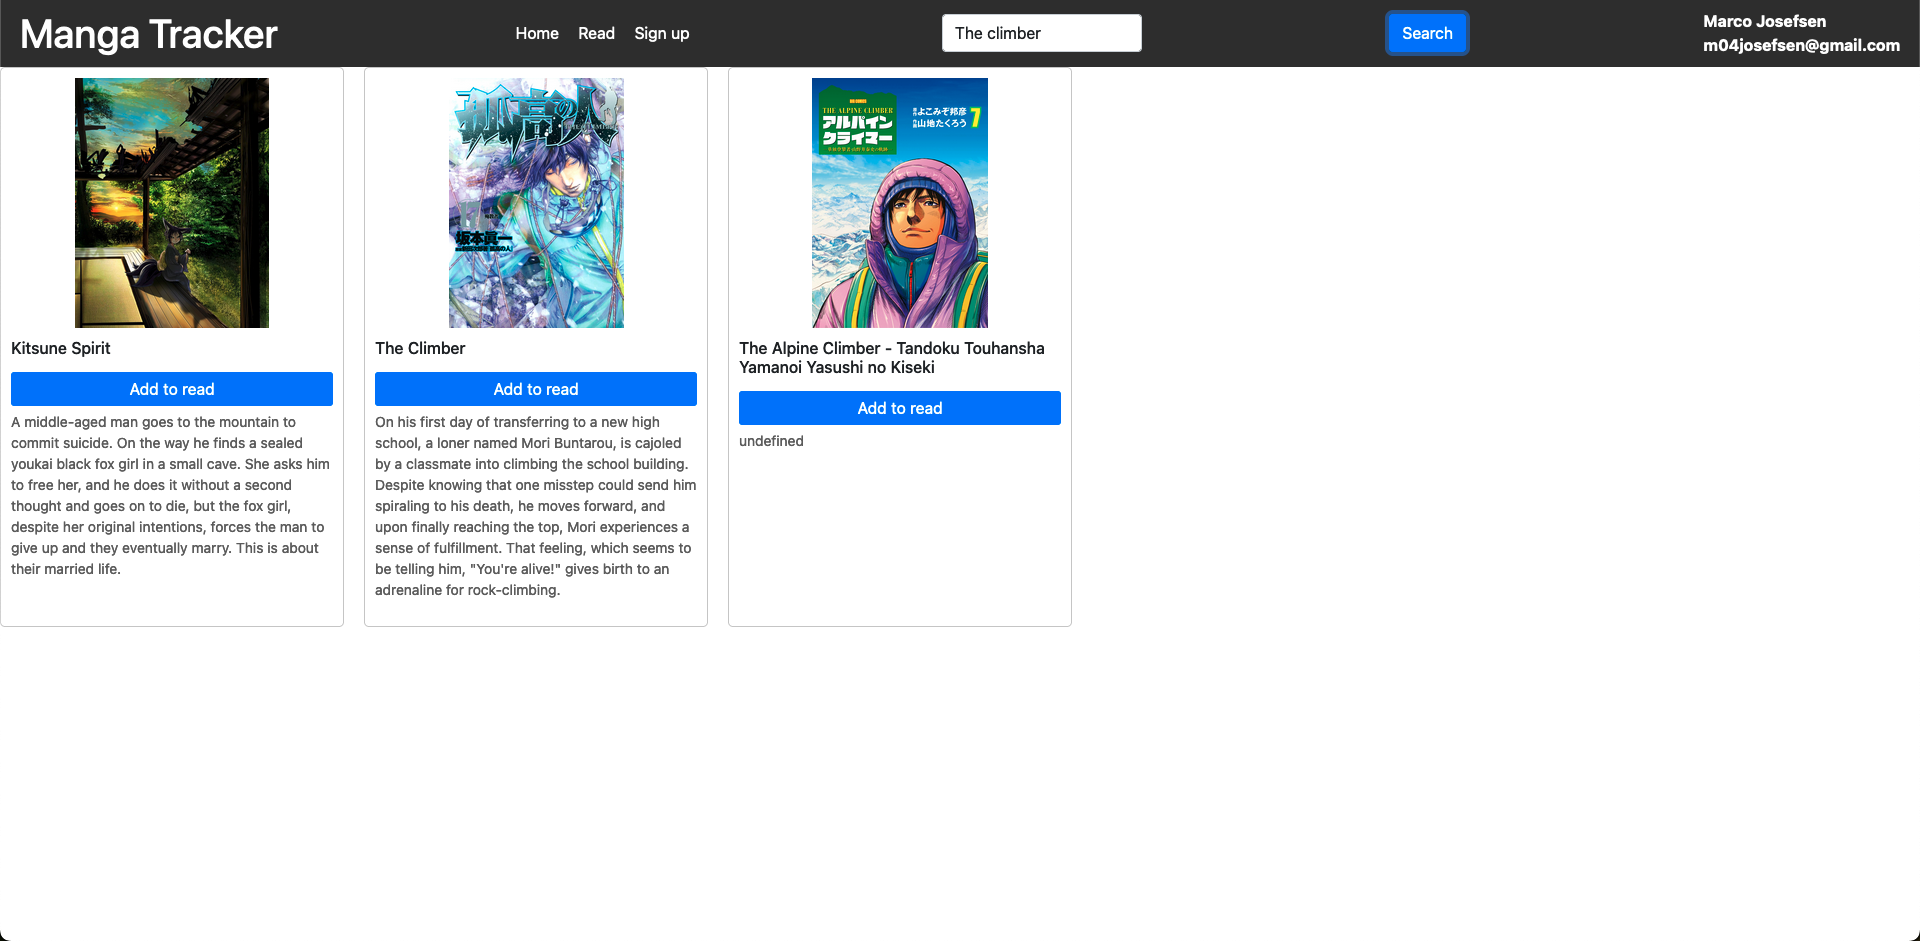 Manga Tracker
Home Read Sign up
The climber
Search
Marco Josefsen
m04josefsen@gmail.com
Kitsune Spirit
Add to read
A middle-aged man goes to the mountain to
commit suicide. On the way he finds a sealed
youkai black fox girl in a small cave. She asks him
to free her, and he does it without a second
thought and goes on to die, but the fox girl,
despite her original intentions, forces the man to
give up and they eventually marry. This is about
their married life.
孤高の人
坂本眞一
The Climber
Add to read
On his first day of transferring to a new high
school, a loner named Mori Buntarou, is cajoled
by a classmate into climbing the school building.
Despite knowing that one misstep could send him
spiraling to his death, he moves forward, and
upon finally reaching the top, Mori experiences a
sense of fulfillment. That feeling, which seems to
be telling him, "You're alive!" gives birth to an
adrenaline for rock-climbing.
THE ALPINE CLIMBER
アルパイン
クライマー
よこみぞ邦彦
山地たくろう
7
The Alpine Climber - Tandoku Touhansha
Yamanoi Yasushi no Kiseki
Add to read
undefined